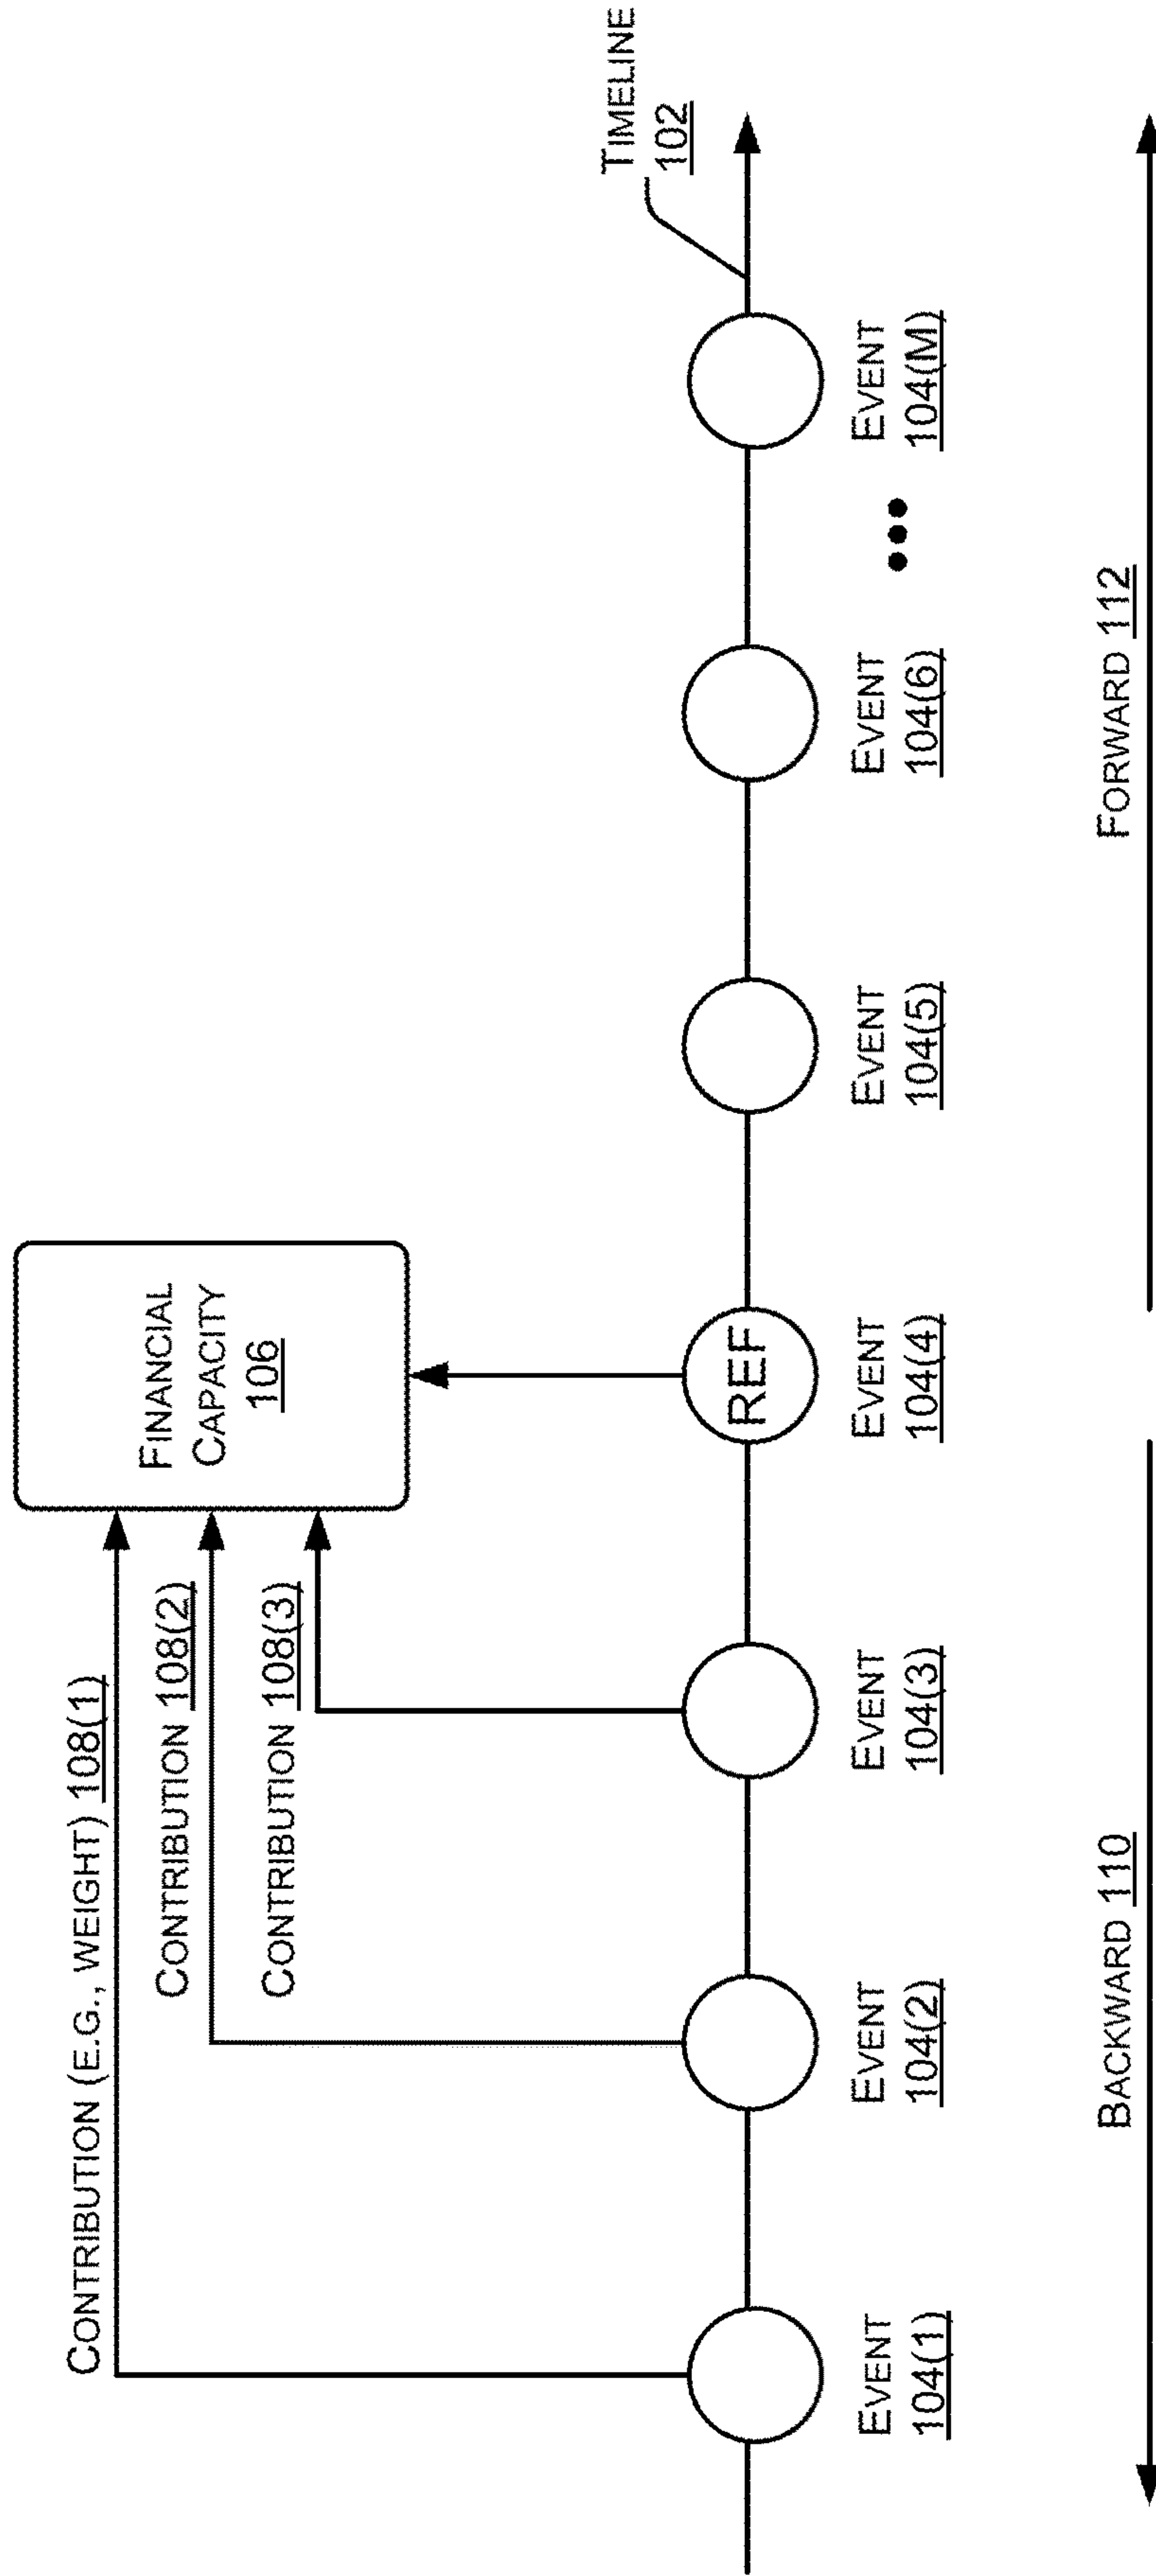 CONTRIBUTION (E.G., WEIGHT) 108(1)
CONTRIBUTION 108(2)
CONTRIBUTION 108(3)
FINANCIAL
CAPACITY
106
TIMELINE
102
REF
EVENT
104(1)
EVENT
104(2)
EVENT
104(3)
EVENT
104(4)
EVENT
104(5)
EVENT
104(6)
•••
EVENT
104(M)
BACKWARD 110
FORWARD 112